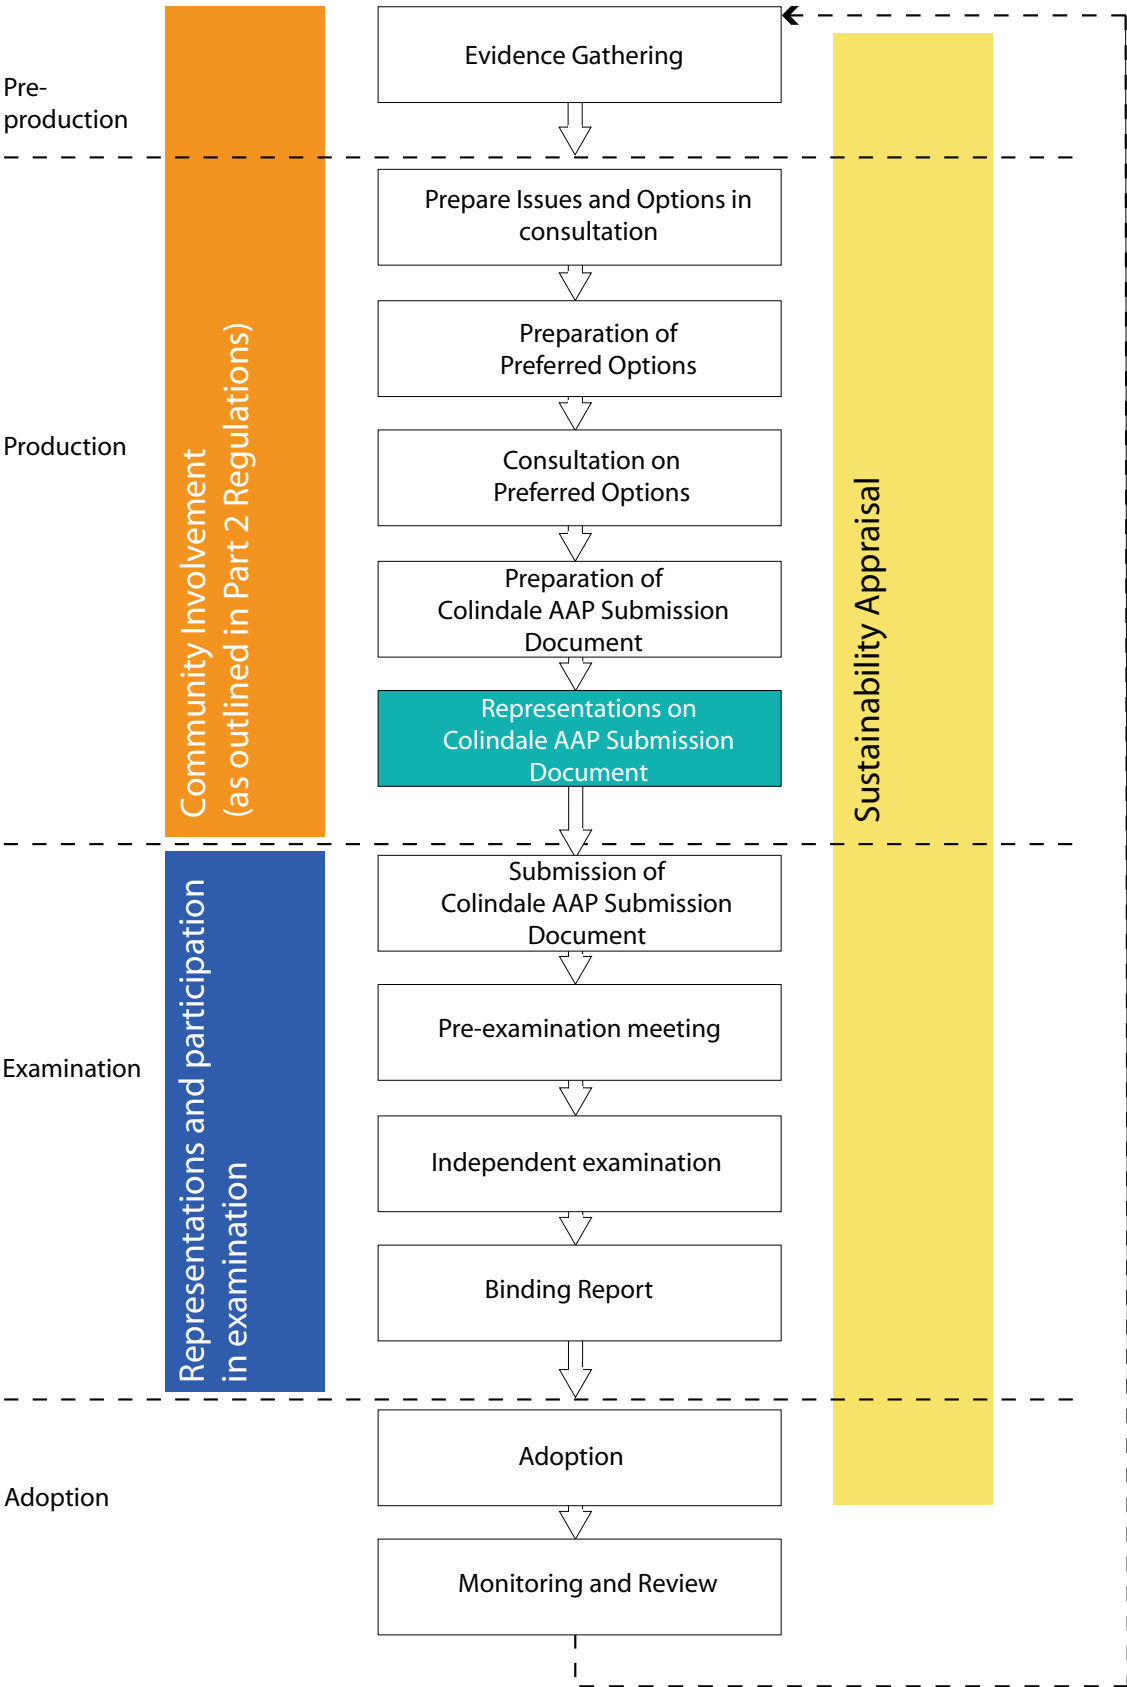 Pre-
production
Evidence Gathering
Production
Prepare Issues and Options in
consultation
Preparation of
Preferred Options
Consultation on
Preferred Options
Preparation of
Colindale AAP Submission
Document
Representations on
Colindale AAP Submission
Document
Community Involvement
(as outlined in Part 2 Regulations)
Sustainability Appraisal
Examination
Submission of
Colindale AAP Submission
Document
Pre-examination meeting
Independent examination
Binding Report
Representations and participation
in examination
Adoption
Adoption
Monitoring and Review